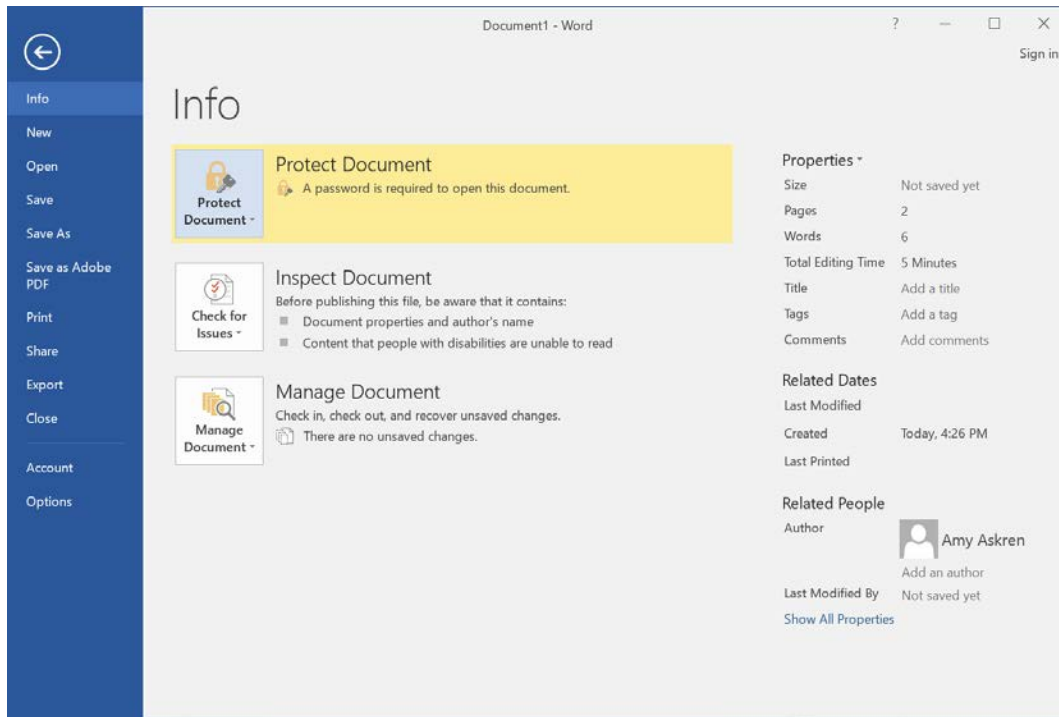 Document1 - Word
?
Sign in
Info
New
Open
Save
Save As
Save as Adobe
PDF
Print
Share
Export
Close
Account
Options
Info
Protect
Document
Protect Document
A password is required to open this document.
Check for
Issues
Inspect Document
Before publishing this file, be aware that it contains:
Document properties and author's name
Content that people with disabilities are unable to read
Manage
Document
Manage Document
Check in, check out, and recover unsaved changes.
There are no unsaved changes.
Properties
Size Not saved yet
Pages 2
Words 6
Total Editing Time 5 Minutes
Title Add a title
Tags Add a tag
Comments Add comments
Related Dates
Last Modified
Created Today, 4:26 PM
Last Printed
Related People
Author Amy Askren
Add an author
Last Modified By Not saved yet
Show All Properties